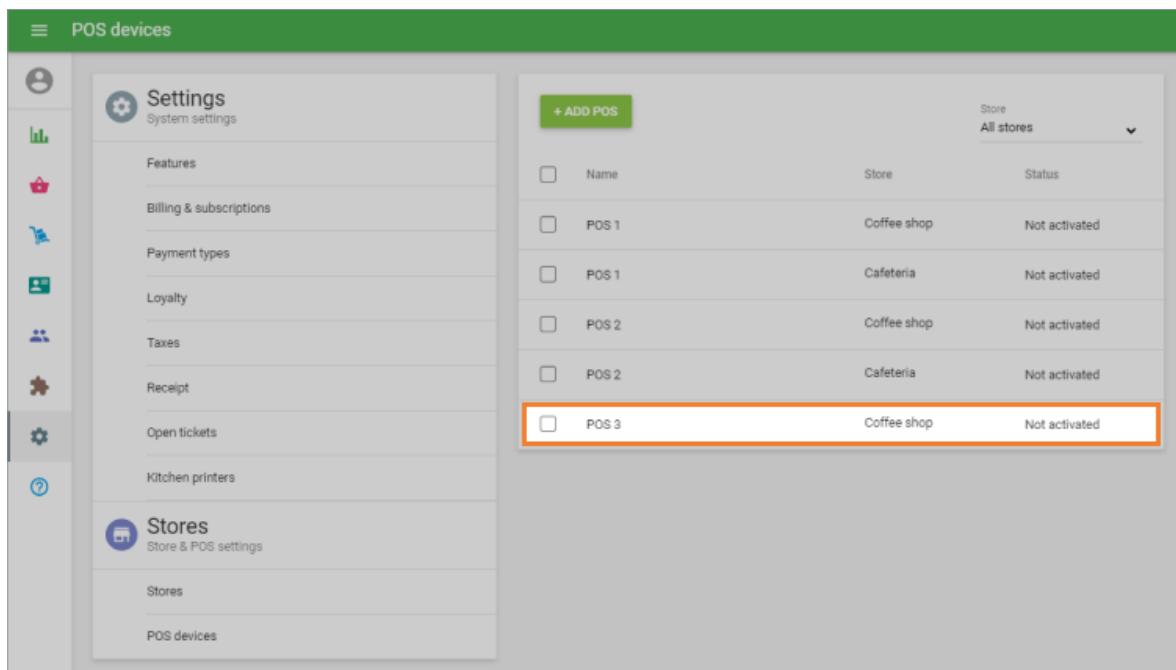 POS devices
Settings
System settings
Features
Billing & subscriptions
Payment types
Loyalty
Taxes
Receipt
Open tickets
Kitchen printers
Stores
Store & POS settings
Stores
POS devices
+ ADD POS
Store
All stores
Name Store Status
POS 1 Coffee shop Not activated
POS 1 Cafeteria Not activated
POS 2 Coffee shop Not activated
POS 2 Cafeteria Not activated
POS 3 Coffee shop Not activated